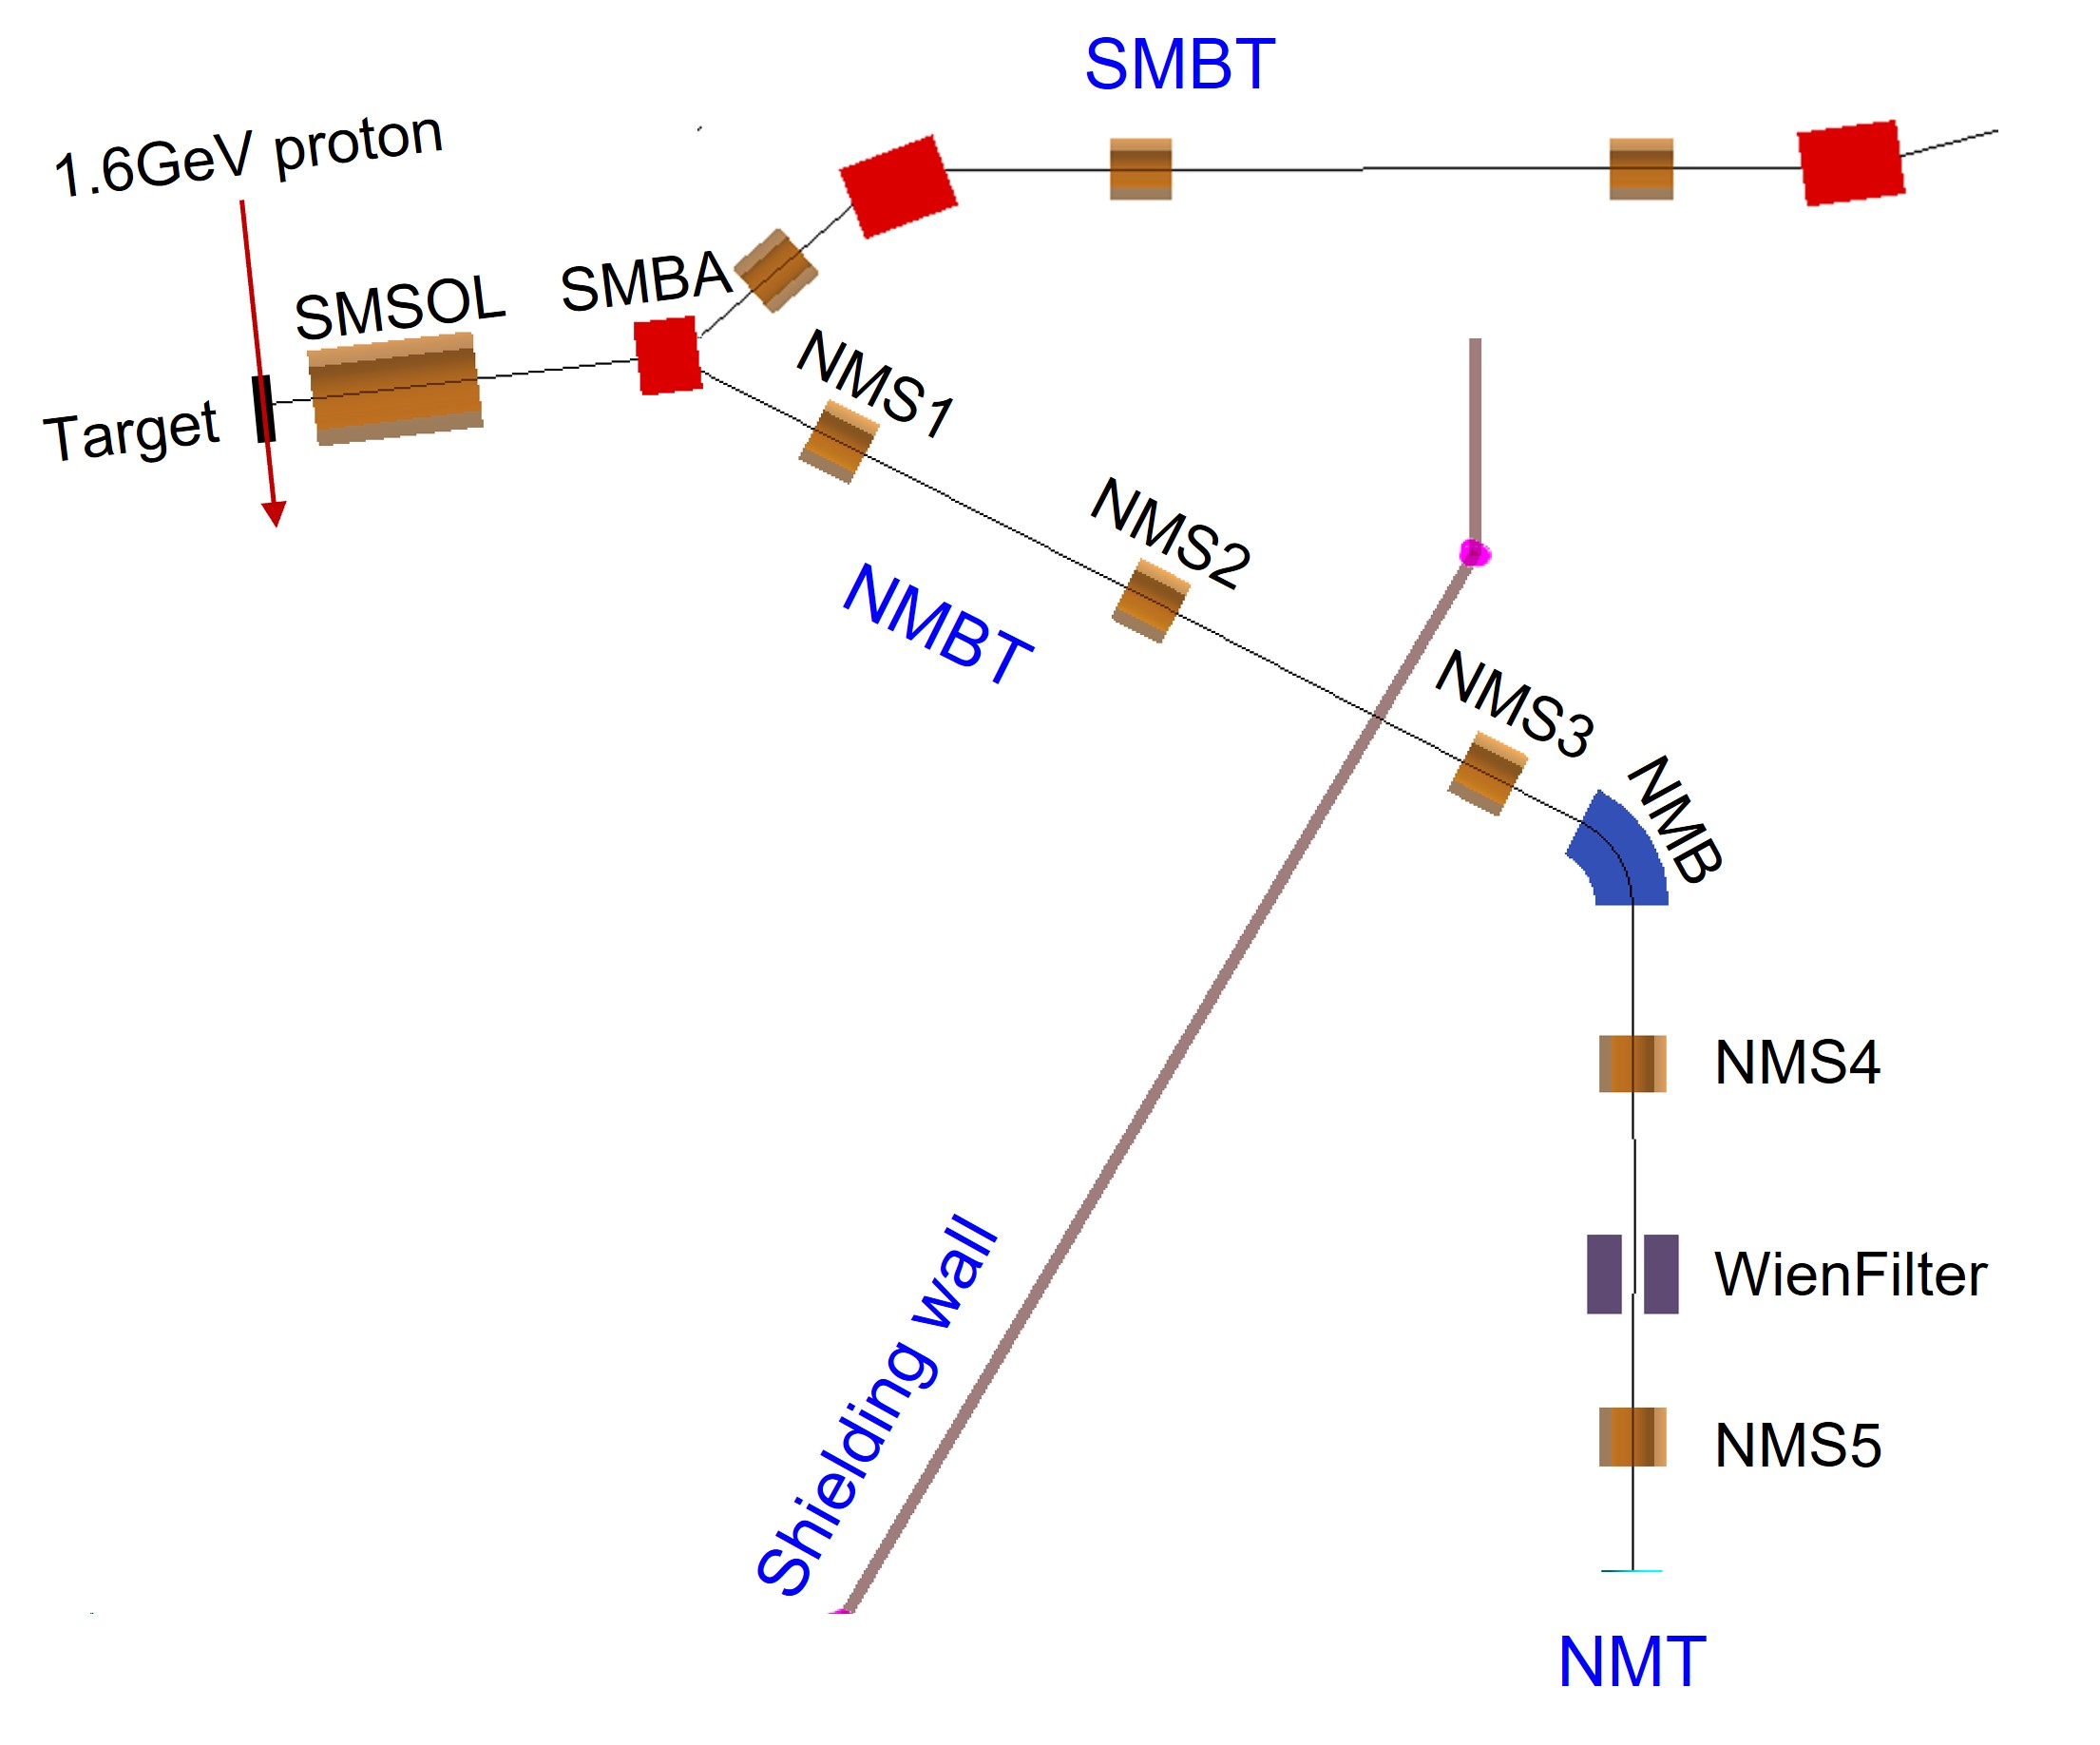 SMBT
1.6GeV proton
SMSOL
SMBA
Target
NMS1
NMS2
NMBT
NMS3
NMB
NMS4
WienFilter
Shielding wall
NMS5
NMT